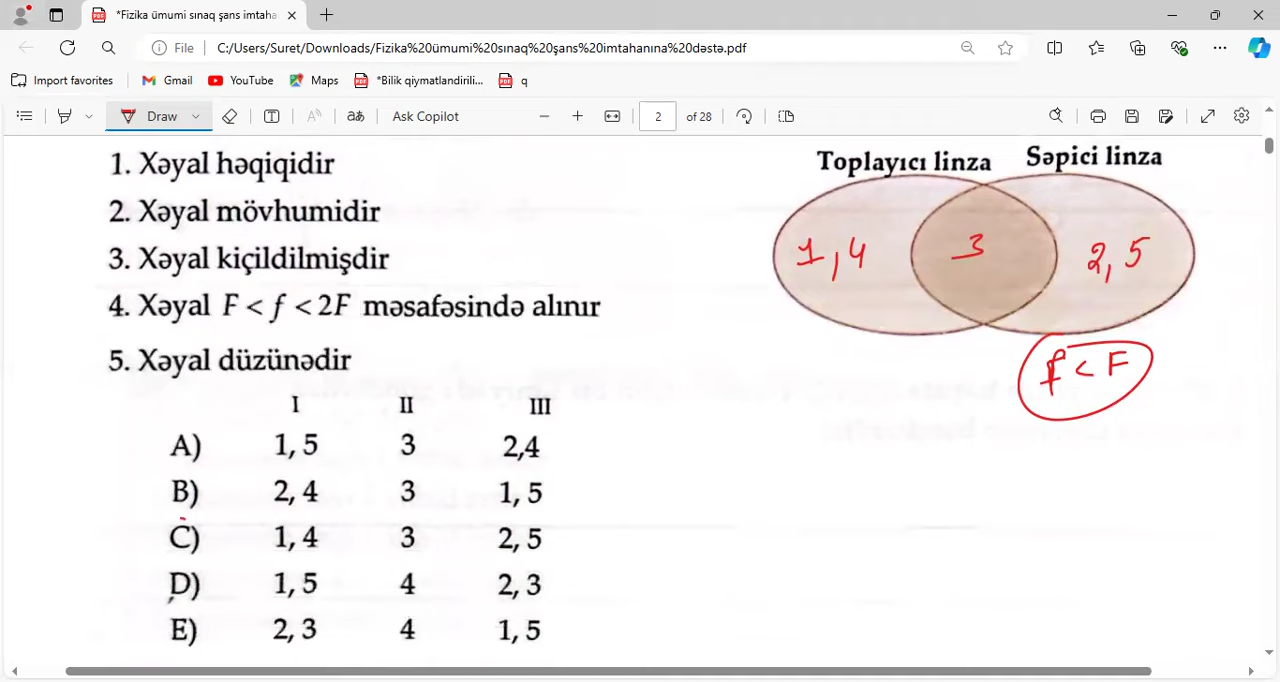 *Fizika ümumi sınaq şans imtaha
File C:/Users/Suret/Downloads/Fizika%20ümumi%20sınaq%20şans%20imtahanına%20dəstə.pdf
Import favorites Gmail YouTube Maps *Bilik qiymətləndirili... q
Draw Ask Copilot 2 of 28
Toplayıcı linza Səpici linza
1. Xəyal həqiqidir
2. Xəyal mövhumidir
3. Xəyal kiçildilmişdir
4. Xəyal F < f < 2F məsafəsində alınır
5. Xəyal düzünədir
1, 4 3 2, 5
f < F
I II III
A) 1, 5 3 2,4
B) 2, 4 3 1, 5
C) 1, 4 3 2, 5
D) 1, 5 4 2, 3
E) 2, 3 4 1, 5